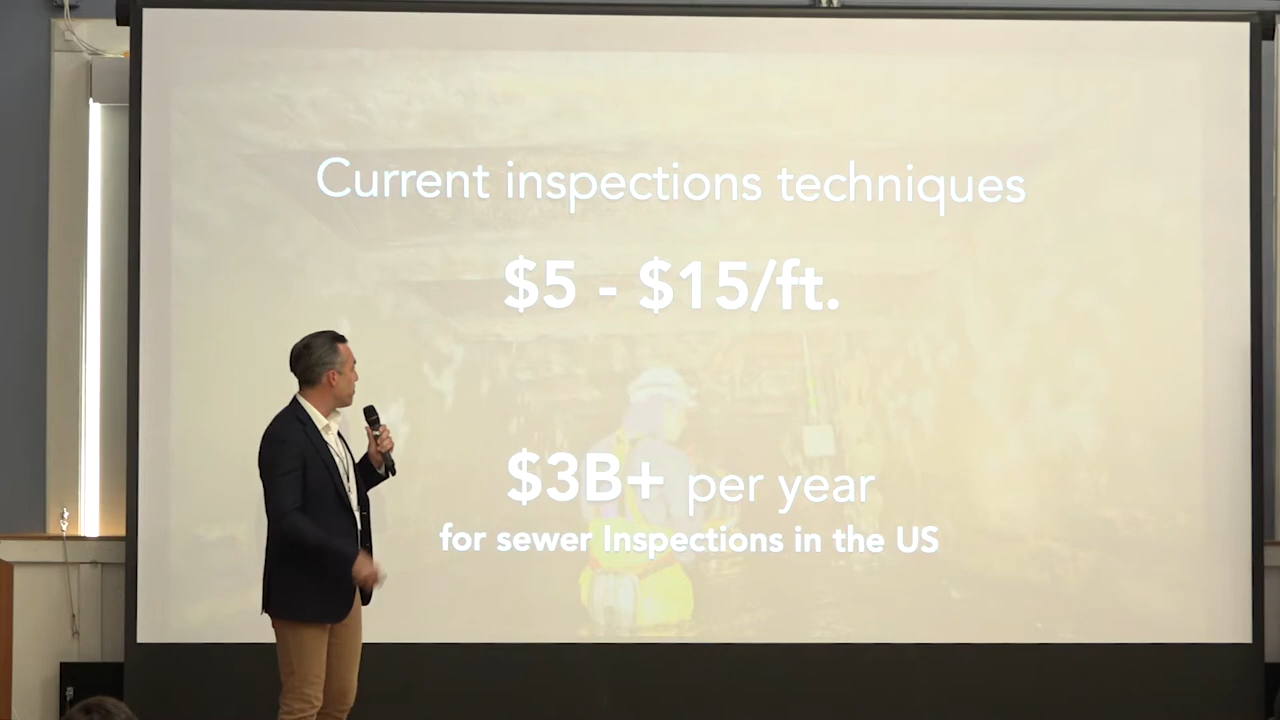 Current inspections techniques
$5 - $15/ft.
$3B+ per year
for sewer Inspections in the US